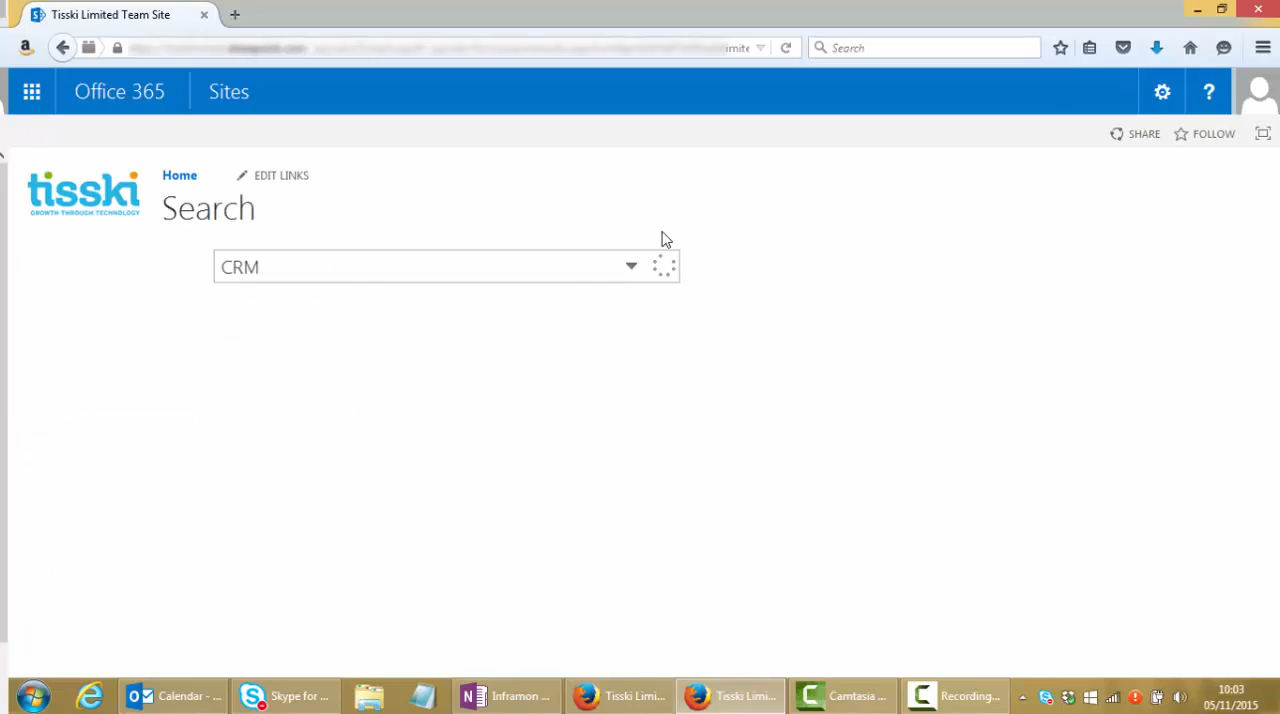 Tisski Limited Team Site
imite
Search
Office 365
Sites
SHARE
FOLLOW
tisski
GROWTH THROUGH TECHNOLOGY
Home
EDIT LINKS
Search
CRM
Calendar - ...
Skype for ...
Inframon ...
Tisski Limi...
Tisski Limi...
Camtasia ...
Recording...
10:03
05/11/2015